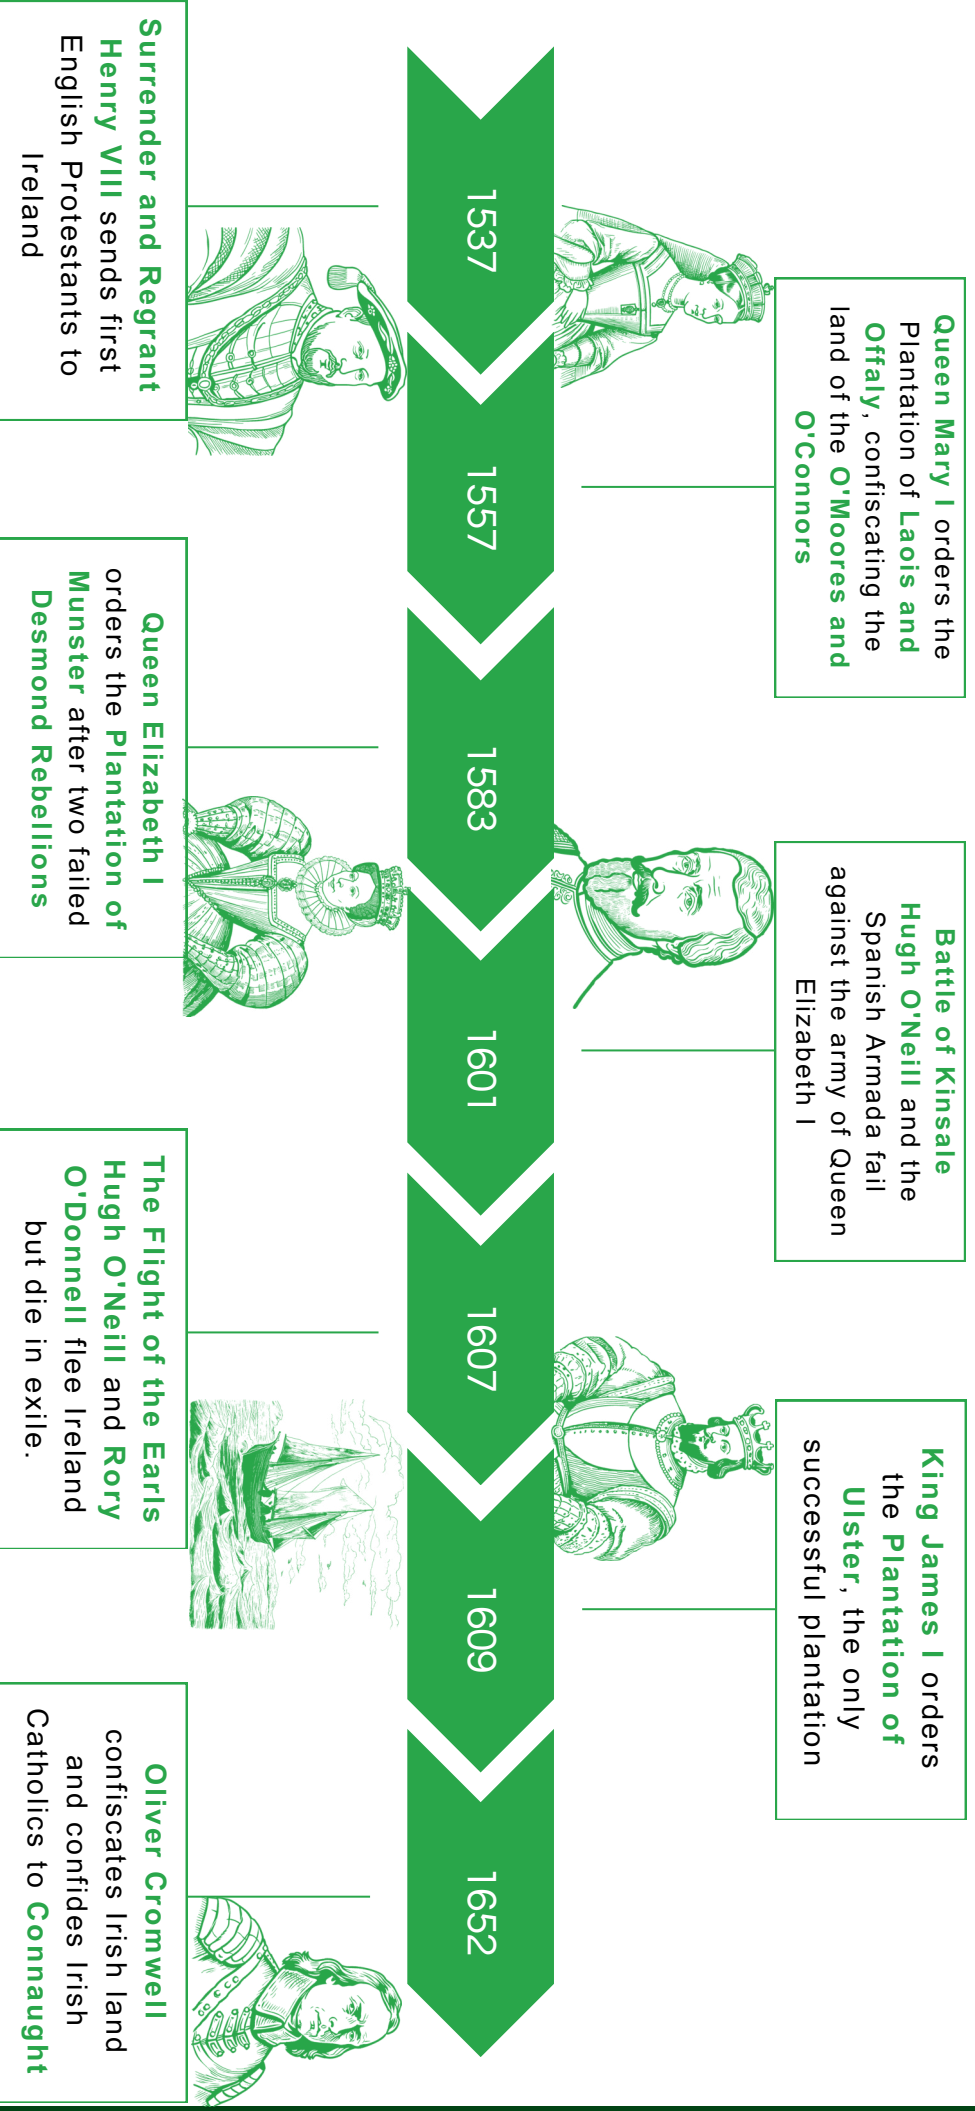 1537
1557
1583
1601
1607
1609
1652
Queen Mary I orders the
Plantation of Laois and
Offaly, confiscating the
land of the O'Moores and
O'Connors
Battle of Kinsale
Hugh O'Neill and the
Spanish Armada fail
against the army of Queen
Elizabeth I
King James I orders
the Plantation of
Ulster, the only
successful plantation
Surrender and Regrant
Henry VIII sends first
English Protestants to
Ireland
Queen Elizabeth I
orders the Plantation of
Munster after two failed
Desmond Rebellions
The Flight of the Earls
Hugh O'Neill and Rory
O'Donnell flee Ireland
but die in exile.
Oliver Cromwell
confiscates Irish land
and confides Irish
Catholics to Connaught